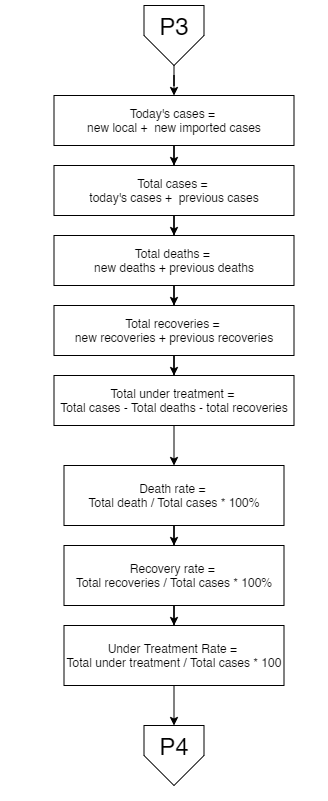 P3
Today's cases =
new local + new imported cases
Total cases =
today's cases + previous cases
Total deaths =
new deaths + previous deaths
Total recoveries =
new recoveries + previous recoveries
Total under treatment =
Total cases - Total deaths - total recoveries
Death rate =
Total death / Total cases * 100%
Recovery rate =
Total recoveries / Total cases * 100%
Under Treatment Rate =
Total under treatment / Total cases * 100
P4